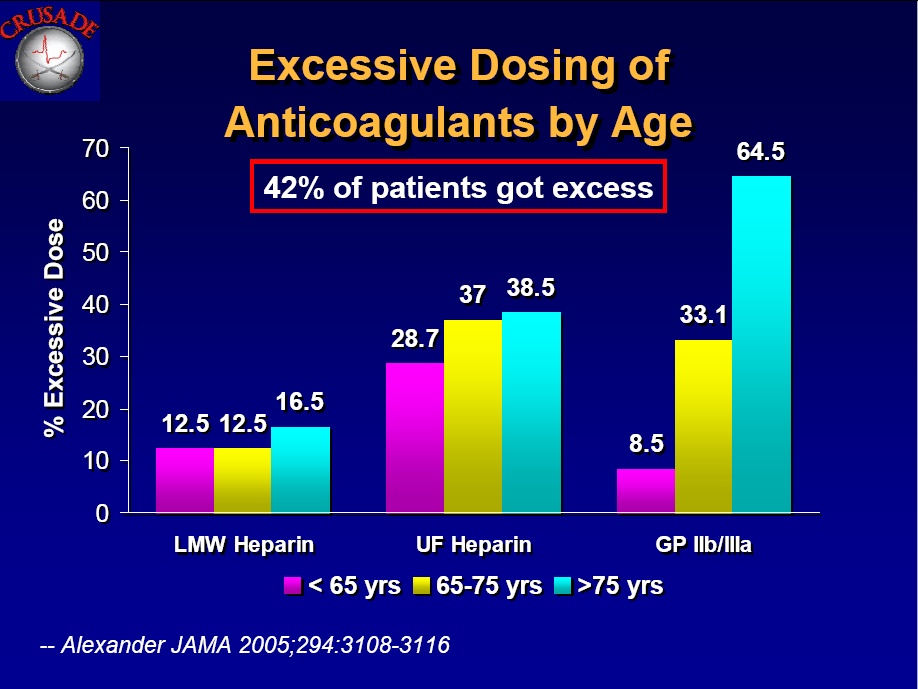 CRUSADE
Excessive Dosing of
Anticoagulants by Age
42% of patients got excess
% Excessive Dose
70
60
50
40
30
20
10
0
12.5
12.5
16.5
28.7
37
38.5
8.5
33.1
64.5
LMW Heparin
UF Heparin
GP IIb/IIIa
< 65 yrs
65-75 yrs
>75 yrs
-- Alexander JAMA 2005;294:3108-3116